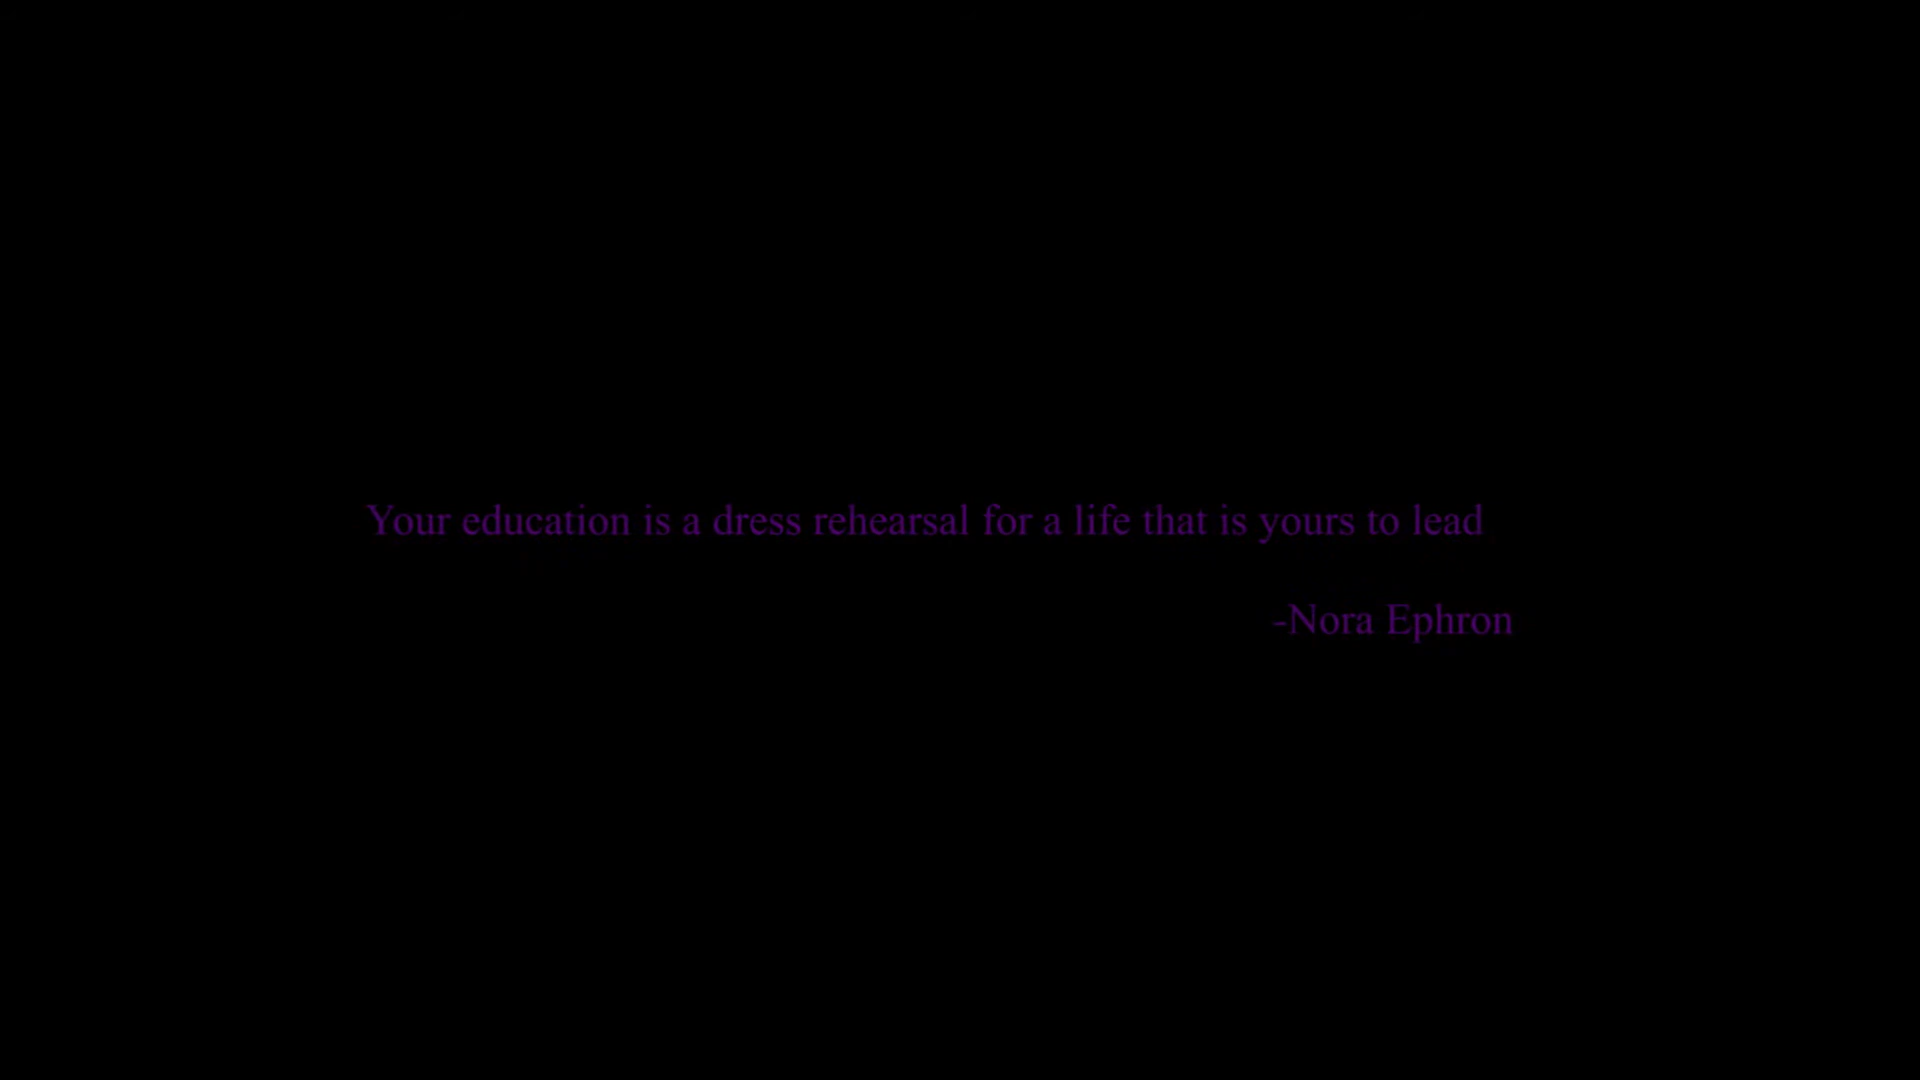 Your education is a dress rehearsal for a life that is yours to lead
-Nora Ephron